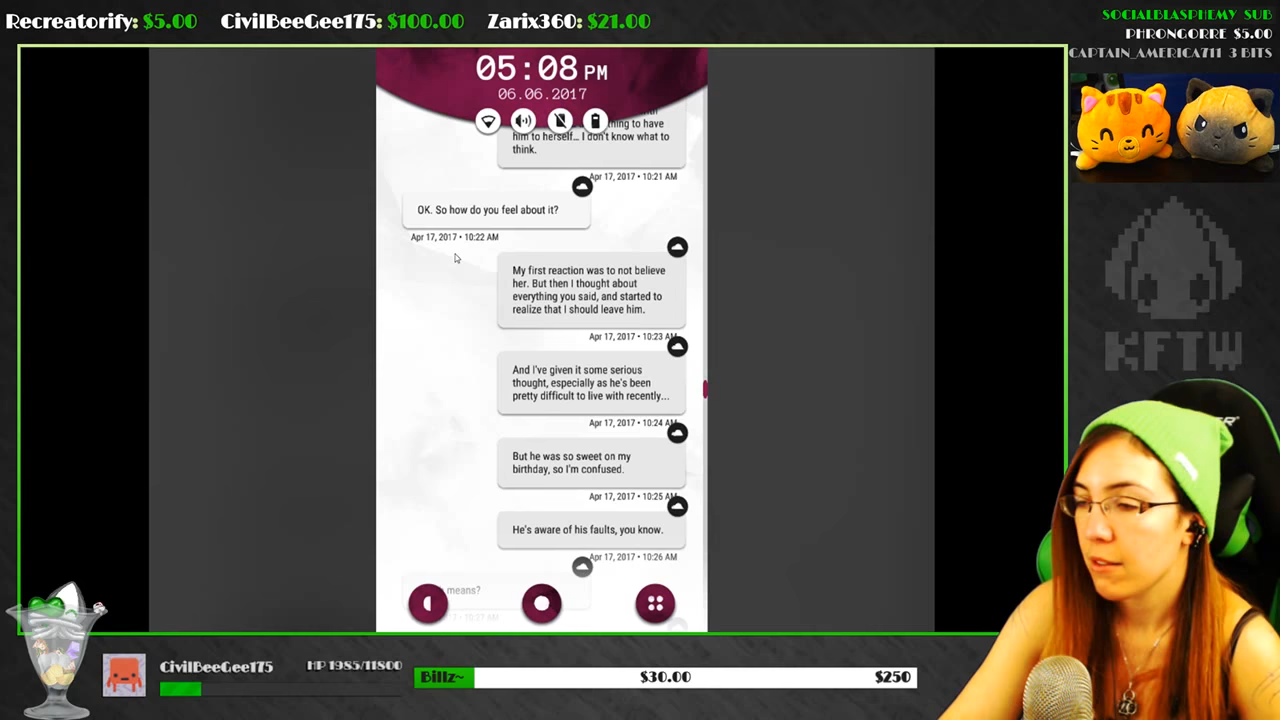 Recreatorify: $5.00 CivilBeeGee175: $100.00 Zarix360: $21.00
SOCIALBLASPHEMY SUB
PHRONGORRE $5.00
CAPTAIN_AMERICA711 3 BITS
05:08 PM
06.06.2017
thing to have
him to herself... I don't know what to
think.
Apr 17, 2017 • 10:21 AM
OK. So how do you feel about it?
Apr 17, 2017 • 10:22 AM
My first reaction was to not believe
her. But then I thought about
everything you said, and started to
realize that I should leave him.
Apr 17, 2017 • 10:23 AM
And I've given it some serious
thought, especially as he's been
pretty difficult to live with recently...
Apr 17, 2017 • 10:24 AM
But he was so sweet on my
birthday, so I'm confused.
Apr 17, 2017 • 10:25 AM
He's aware of his faults, you know.
Apr 17, 2017 • 10:26 AM
means?
10:27 AM
KFTW
CivilBeeGee175 HP 1985/11800
Billz~ $30.00 $250